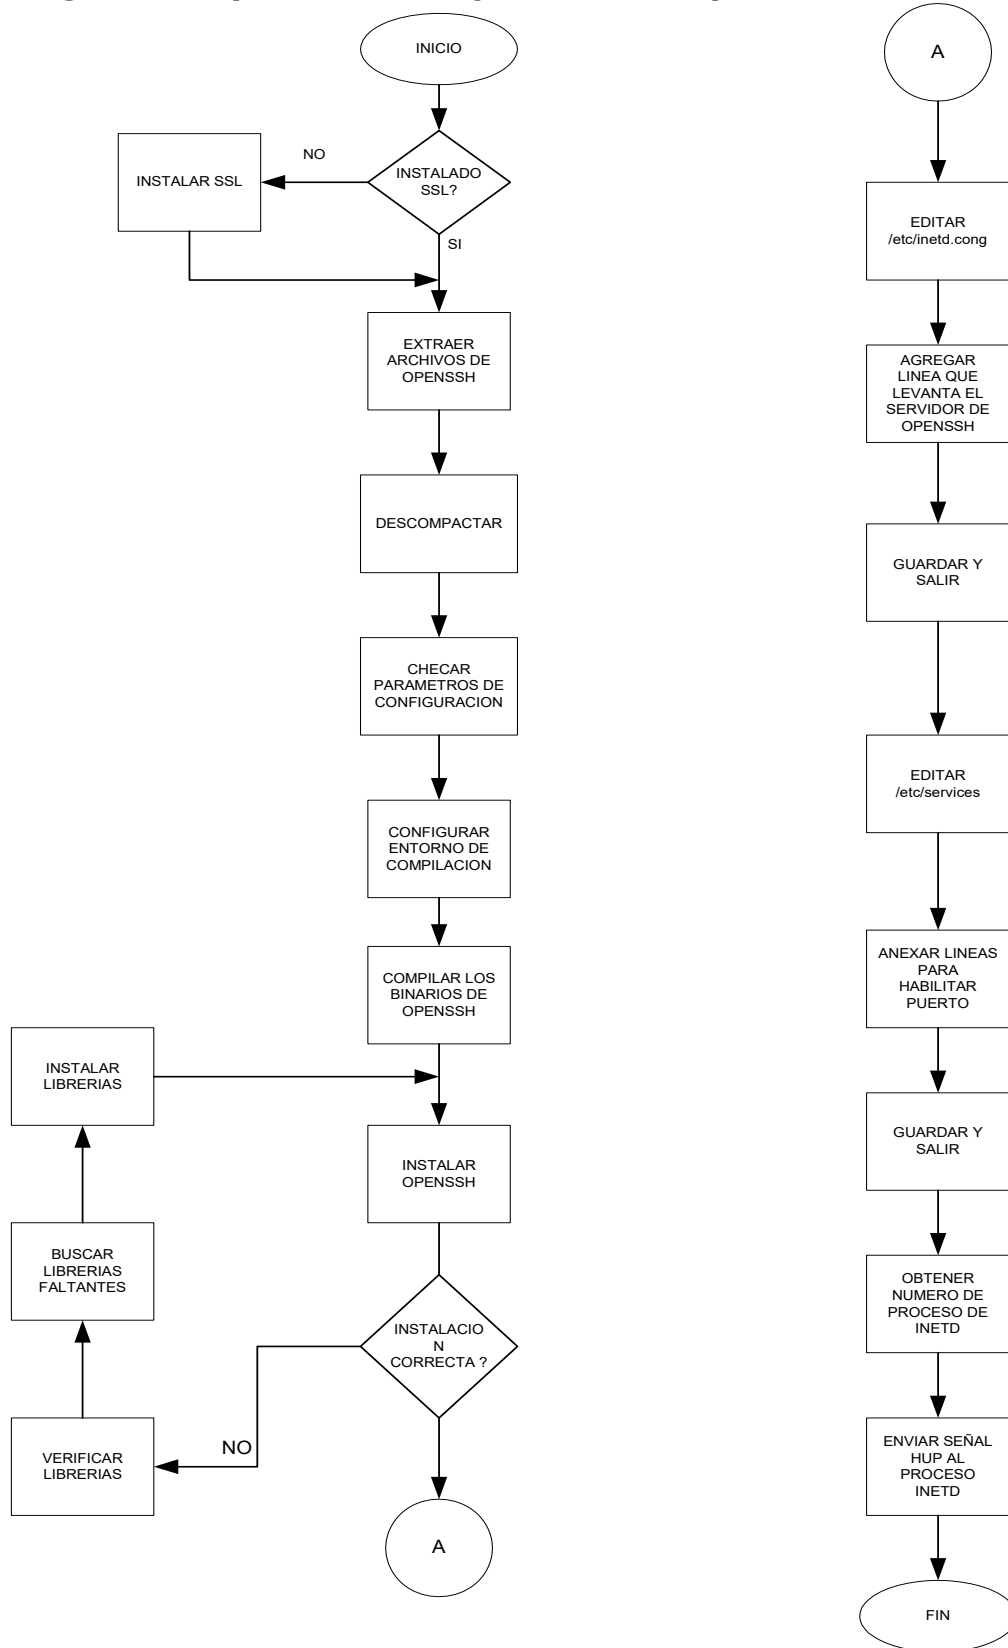 INICIO
INSTALADO
SSL?
NO
INSTALAR SSL
SI
EXTRAER
ARCHIVOS DE
OPENSSH
DESCOMPACTAR
CHECAR
PARAMETROS DE
CONFIGURACION
CONFIGURAR
ENTORNO DE
COMPILACION
COMPILAR LOS
BINARIOS DE
OPENSSH
INSTALAR
LIBRERIAS
INSTALAR
OPENSSH
BUSCAR
LIBRERIAS
FALTANTES
INSTALACIO
N
CORRECTA ?
NO
VERIFICAR
LIBRERIAS
A
A
EDITAR
/etc/inetd.cong
AGREGAR
LINEA QUE
LEVANTA EL
SERVIDOR DE
OPENSSH
GUARDAR Y
SALIR
EDITAR
/etc/services
ANEXAR LINEAS
PARA
HABILITAR
PUERTO
GUARDAR Y
SALIR
OBTENER
NUMERO DE
PROCESO DE
INETD
ENVIAR SEÑAL
HUP AL
PROCESO
INETD
FIN